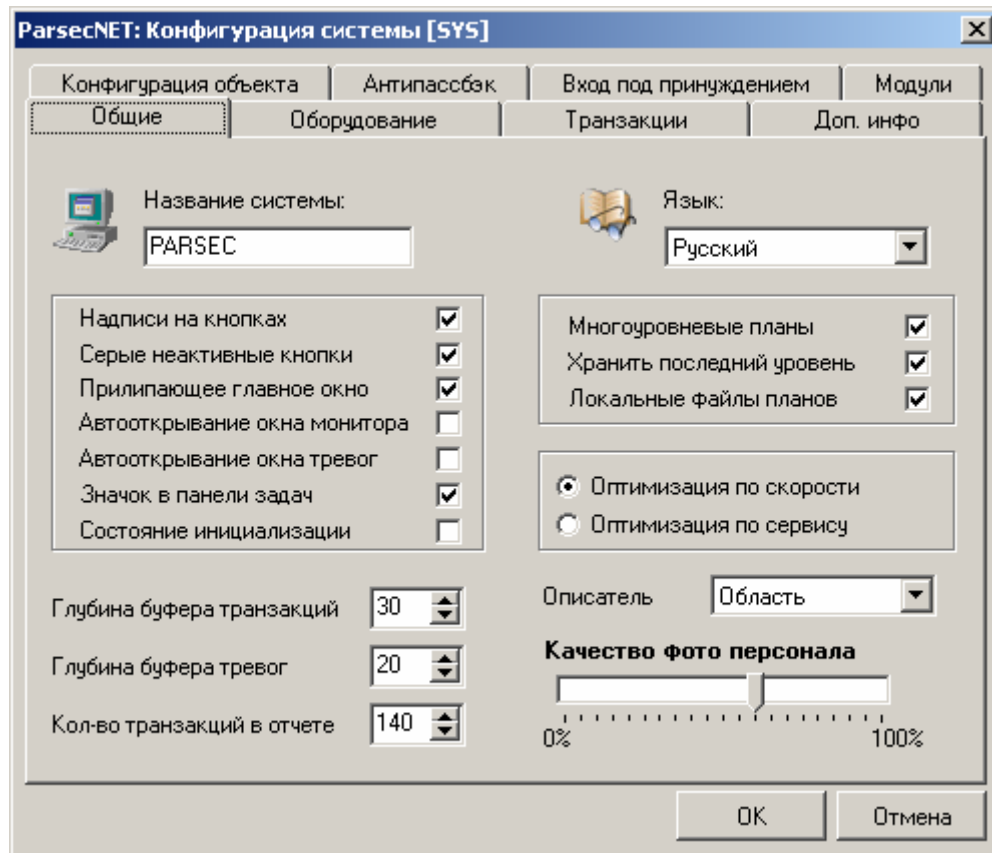 ParsecNET: Конфигурация системы [SYS]
Конфигурация объекта
Антипассбэк
Вход под принуждением
Модули
Общие
Оборудование
Транзакции
Доп. инфо
Название системы:
PARSEC
Язык:
Русский
Надписи на кнопках
Серые неактивные кнопки
Прилипающее главное окно
Автооткрывание окна монитора
Автооткрывание окна тревог
Значок в панели задач
Состояние инициализации
Многоуровневые планы
Хранить последний уровень
Локальные файлы планов
Оптимизация по скорости
Оптимизация по сервису
Глубина буфера транзакций 30
Глубина буфера тревог 20
Кол-во транзакций в отчете 140
Описатель Область
Качество фото персонала
0% 100%
OK
Отмена